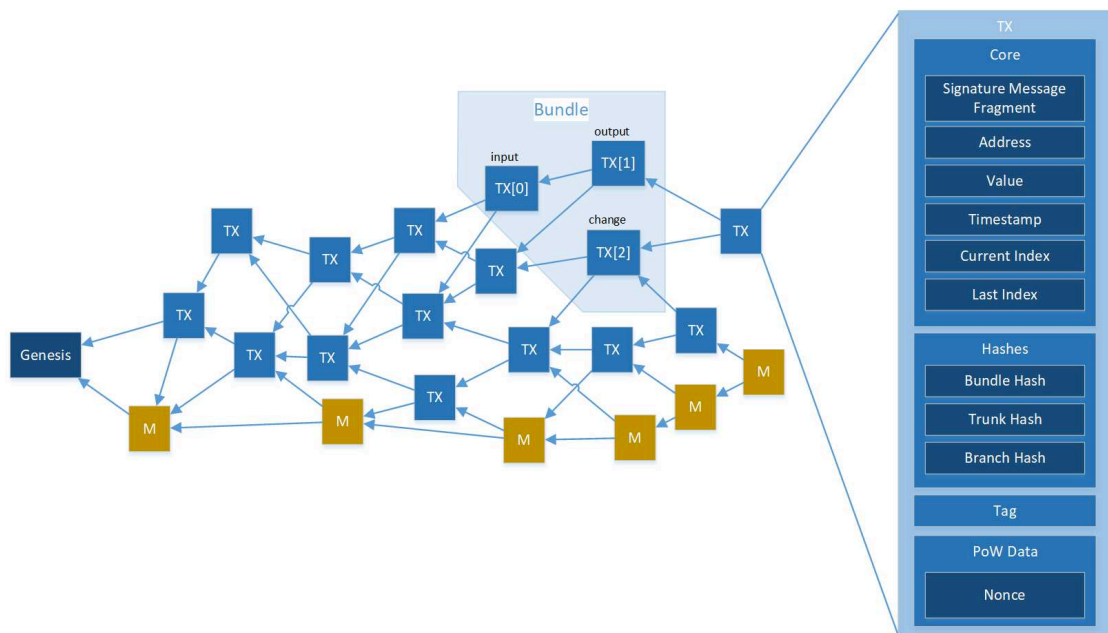 TX
Core
Signature Message
Fragment
Address
Value
Timestamp
Current Index
Last Index
Hashes
Bundle Hash
Trunk Hash
Branch Hash
Tag
PoW Data
Nonce
Bundle
output
input
TX[1]
TX[0]
change
TX[2]
TX
TX
TX
TX
TX
TX
TX
TX
TX
TX
TX
TX
TX
Genesis
M
M
M
M
M
M
TX